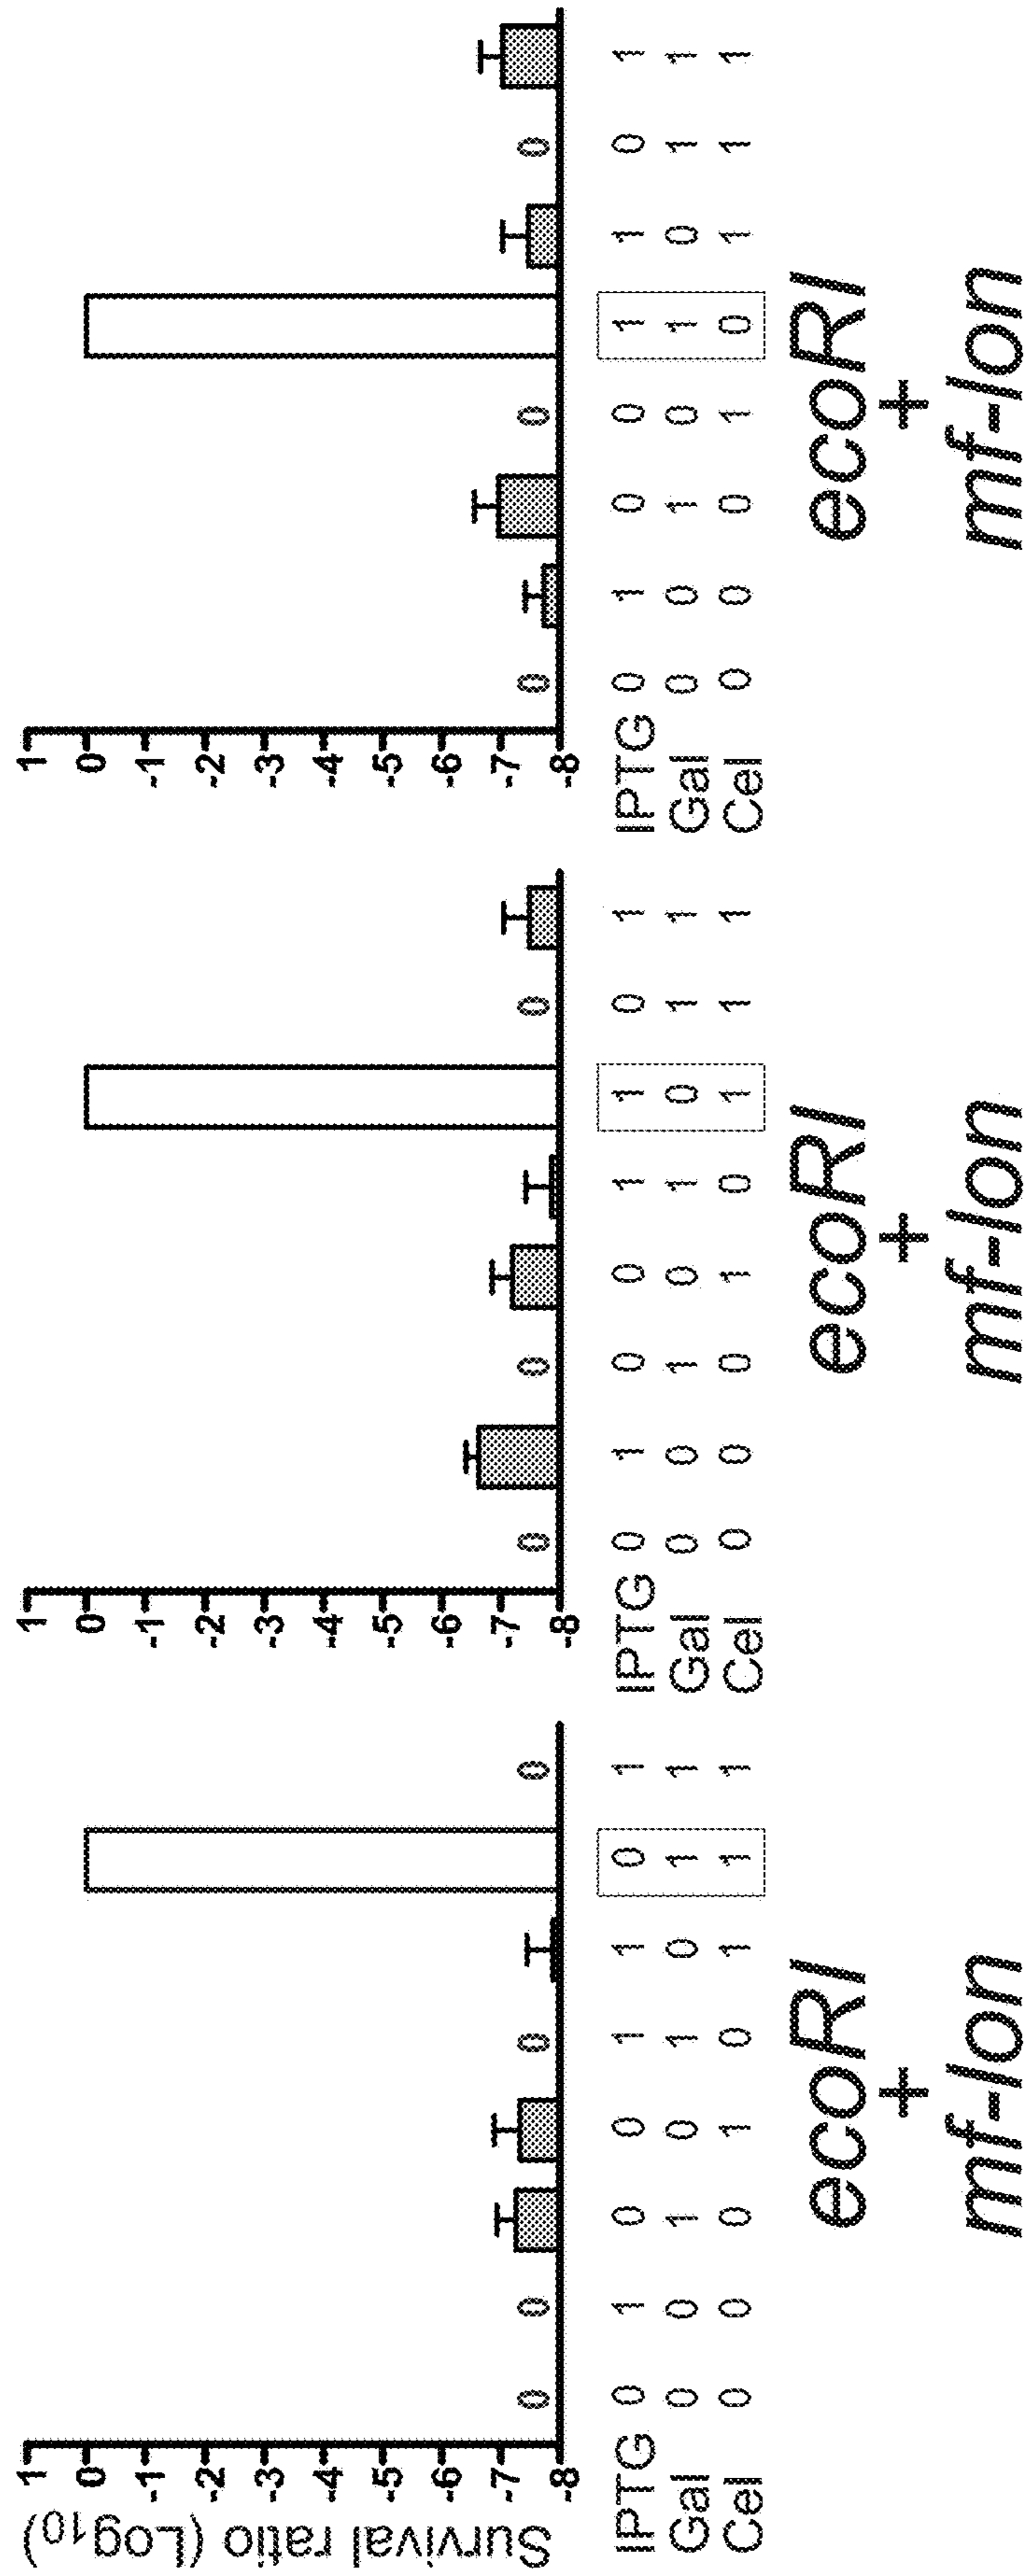 Survival ratio (Log10)
1
0
-1
-2
-3
-4
-5
-6
-7
-8
0 0 0 0
IPTG 0 1 0 0 1 1 0 1
Gal 0 0 1 0 1 0 1 1
Cel 0 0 0 1 0 1 1 1
ecoRI
+
mf-lon
1
0
-1
-2
-3
-4
-5
-6
-7
-8
0 0 0
IPTG 0 1 0 0 1 1 0 1
Gal 0 0 1 0 1 0 1 1
Cel 0 0 0 1 0 1 1 1
ecoRI
+
mf-lon
1
0
-1
-2
-3
-4
-5
-6
-7
-8
0 0 0
IPTG 0 1 0 0 1 1 0 1
Gal 0 0 1 0 1 0 1 1
Cel 0 0 0 1 0 1 1 1
ecoRI
+
mf-lon